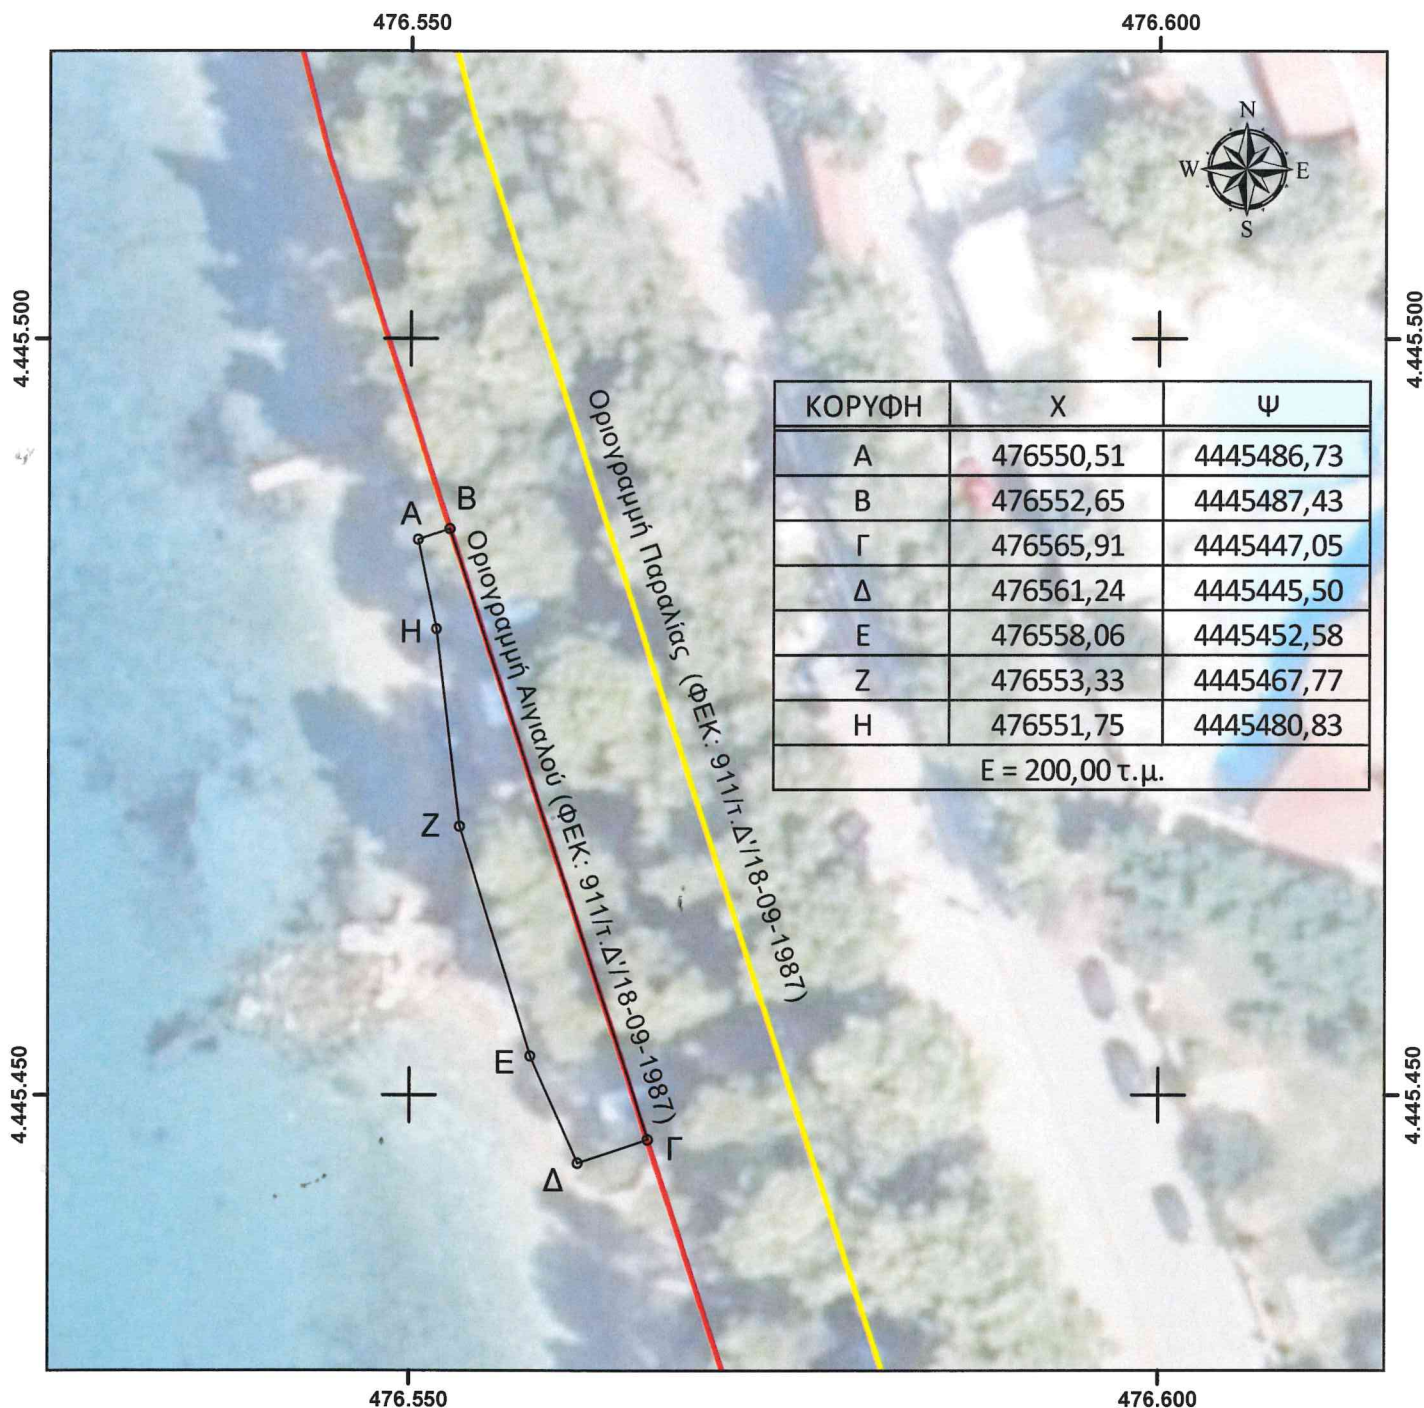 476.550
476.600
N
W E
S
4.445.500
4.445.500
ΚΟΡΥΦΗ Χ Ψ
Α 476550,51 4445486,73
Β 476552,65 4445487,43
Γ 476565,91 4445447,05
Δ 476561,24 4445445,50
Ε 476558,06 4445452,58
Ζ 476553,33 4445467,77
Η 476551,75 4445480,83
Ε = 200,00 τ.μ.
Οριογραμμή Παραλίας (ΦΕΚ: 911/τ.Δ'/18-09-1987)
Α
Β
Οριογραμμή Αιγιαλού (ΦΕΚ: 911/τ.Δ'/18-09-1987)
Η
Ζ
Ε
Γ
Δ
4.445.450
4.445.450
476.550
476.600